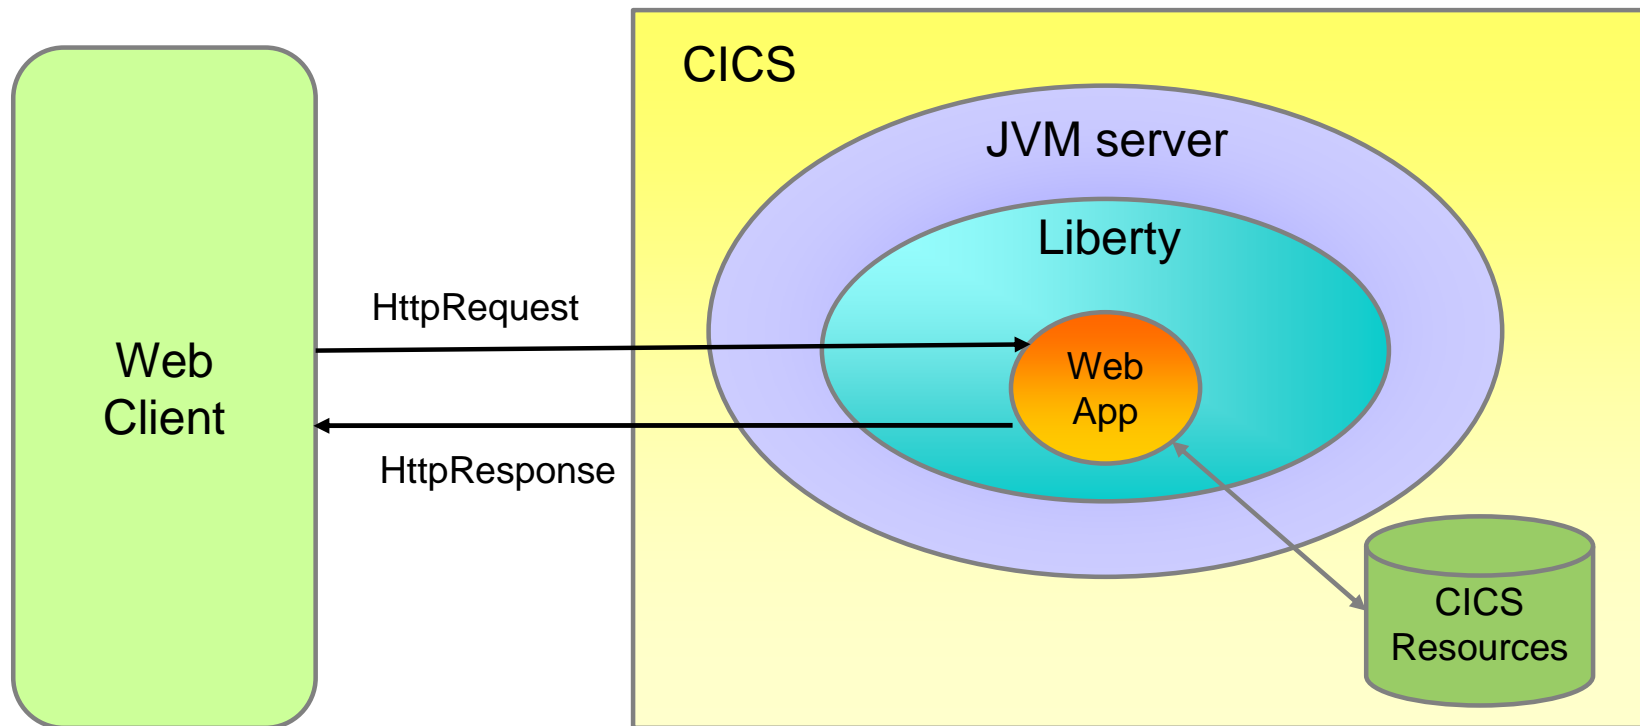 CICS
JVM server
Liberty
HttpRequest
Web
Client
Web
App
HttpResponse
CICS
Resources